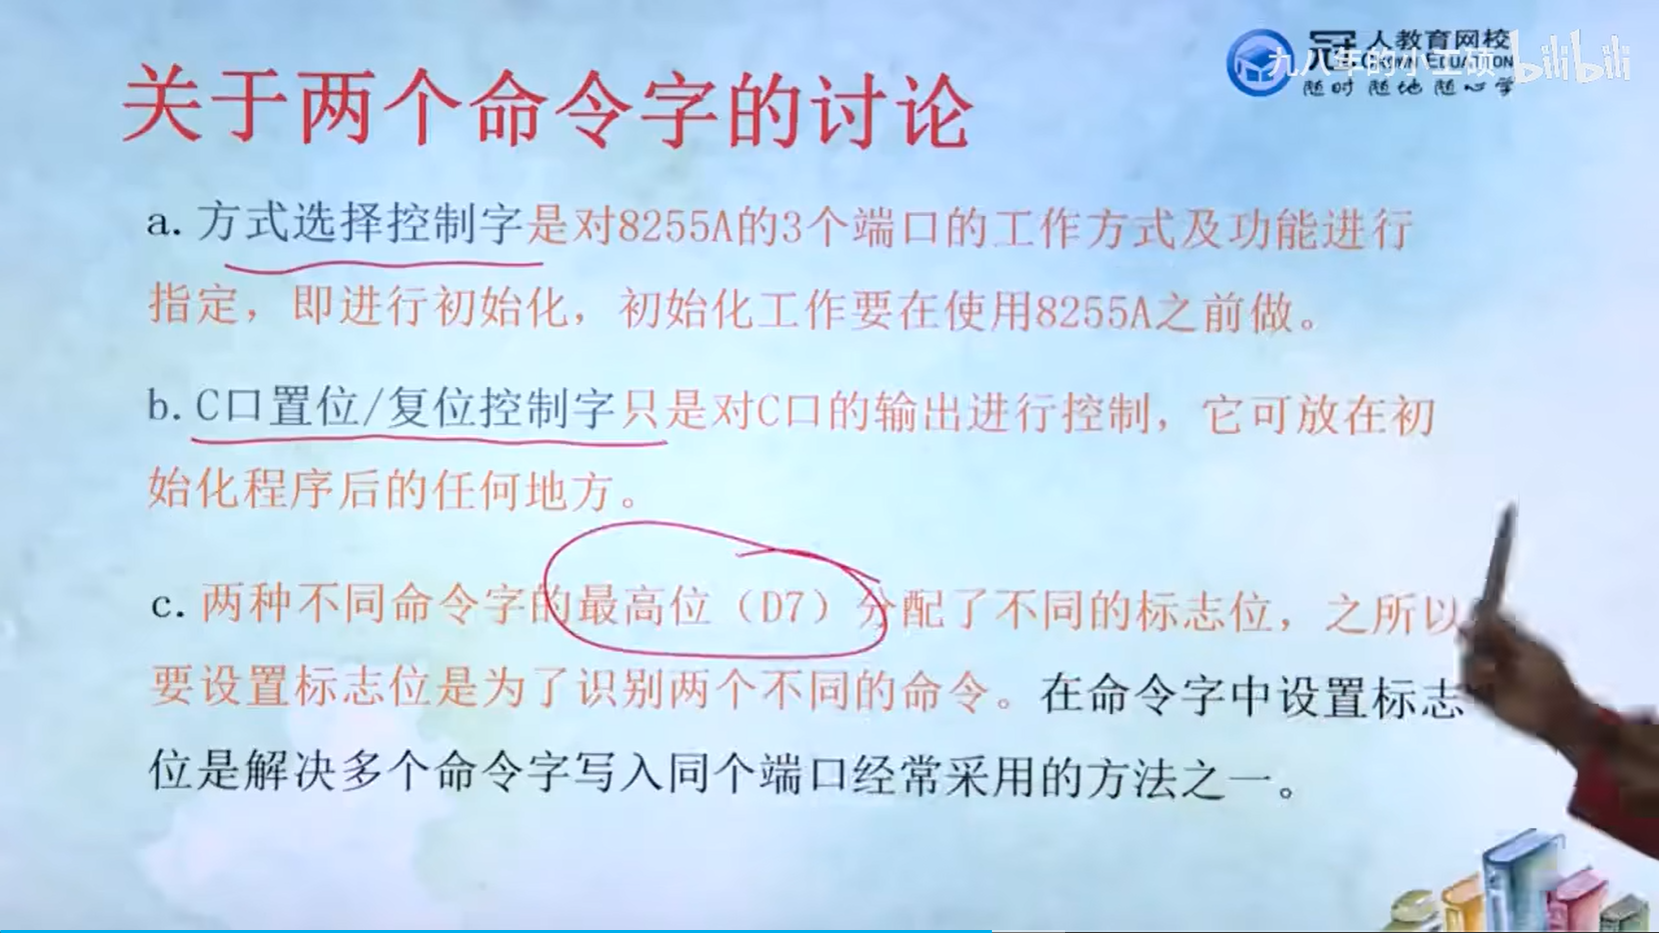 冠人教育网校
CROWN EDUCATION
随时 随地 随心学
九八年的小工硕 bilibili
关于两个命令字的讨论
a. 方式选择控制字是对8255A的3个端口的工作方式及功能进行
指定，即进行初始化，初始化工作要在使用8255A之前做。
b. C口置位/复位控制字只是对C口的输出进行控制，它可放在初
始化程序后的任何地方。
c. 两种不同命令字的最高位（D7）分配了不同的标志位，之所以
要设置标志位是为了识别两个不同的命令。在命令字中设置标志
位是解决多个命令字写入同个端口经常采用的方法之一。